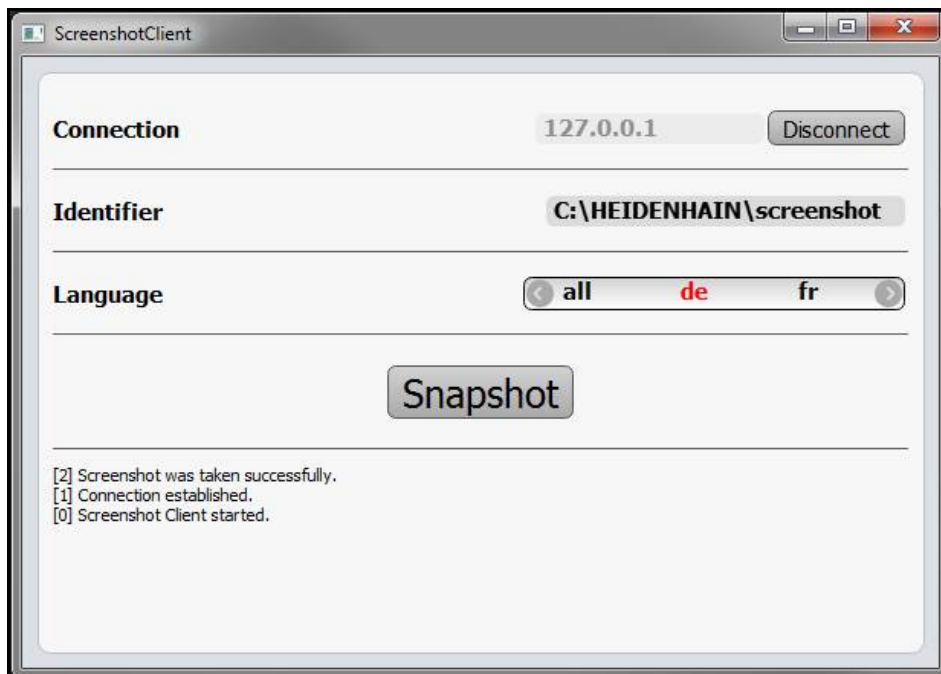 ScreenshotClient
Connection 127.0.0.1 Disconnect
Identifier C:\HEIDENHAIN\screenshot
Language all de fr
Snapshot
[2] Screenshot was taken successfully.
[1] Connection established.
[0] Screenshot Client started.